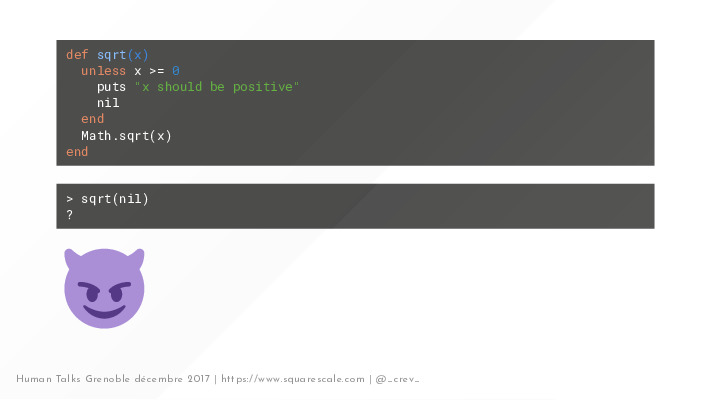 def sqrt(x)
  unless x >= 0
    puts "x should be positive"
    nil
  end
  Math.sqrt(x)
end
> sqrt(nil)
?
Human Talks Grenoble décembre 2017 | https://www.squarescale.com | @_crev_